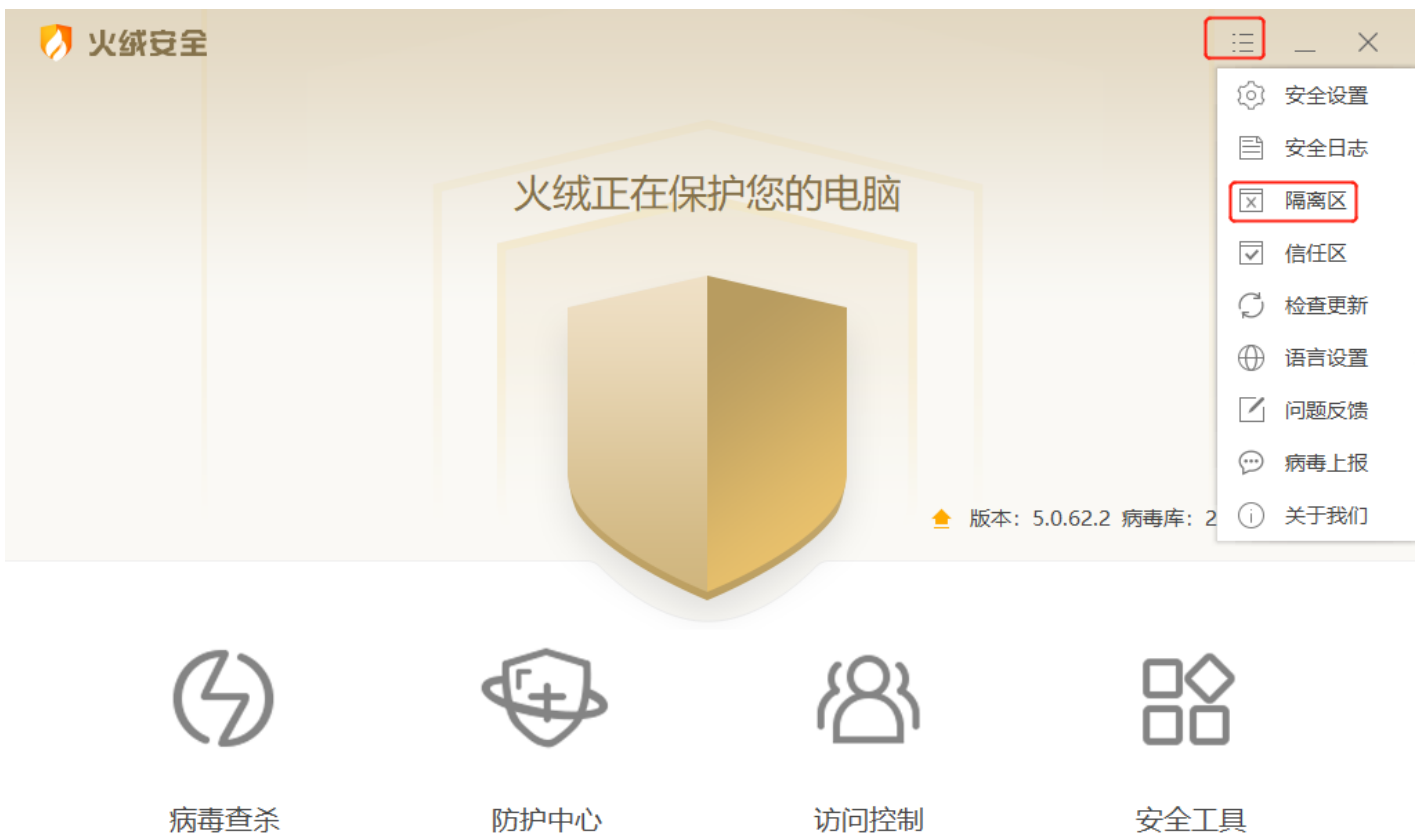 火绒安全
安全设置
安全日志
火绒正在保护您的电脑
隔离区
信任区
检查更新
语言设置
问题反馈
病毒上报
版本：5.0.62.2 病毒库：2
关于我们
病毒查杀
防护中心
访问控制
安全工具